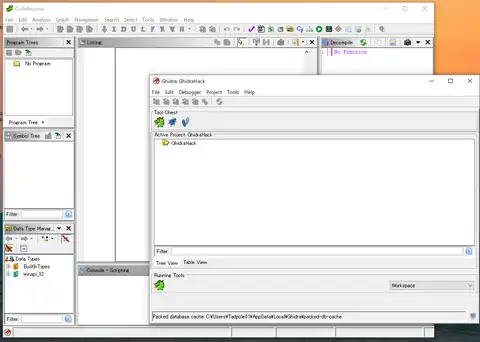 CodeBrowser
File Edit Analysis Graph Navigation Search Select Tools Window Help
Program Trees
No Program
Program Tree
Symbol Tree
Filter:
Data Type Manag...
Data Types
BuiltInTypes
winapi_32
Filter:
Listing
Decompile
1
No Function
Console - Scripting
Ghidra: GhidraHack
File Edit Debugger Project Tools Help
Tool Chest
Active Project: GhidraHack
GhidraHack
Filter:
Tree View Table View
Running Tools
Workspace
Packed database cache: C:¥Users¥Tadpole01¥AppData¥Local¥Ghidra¥packed-db-cache